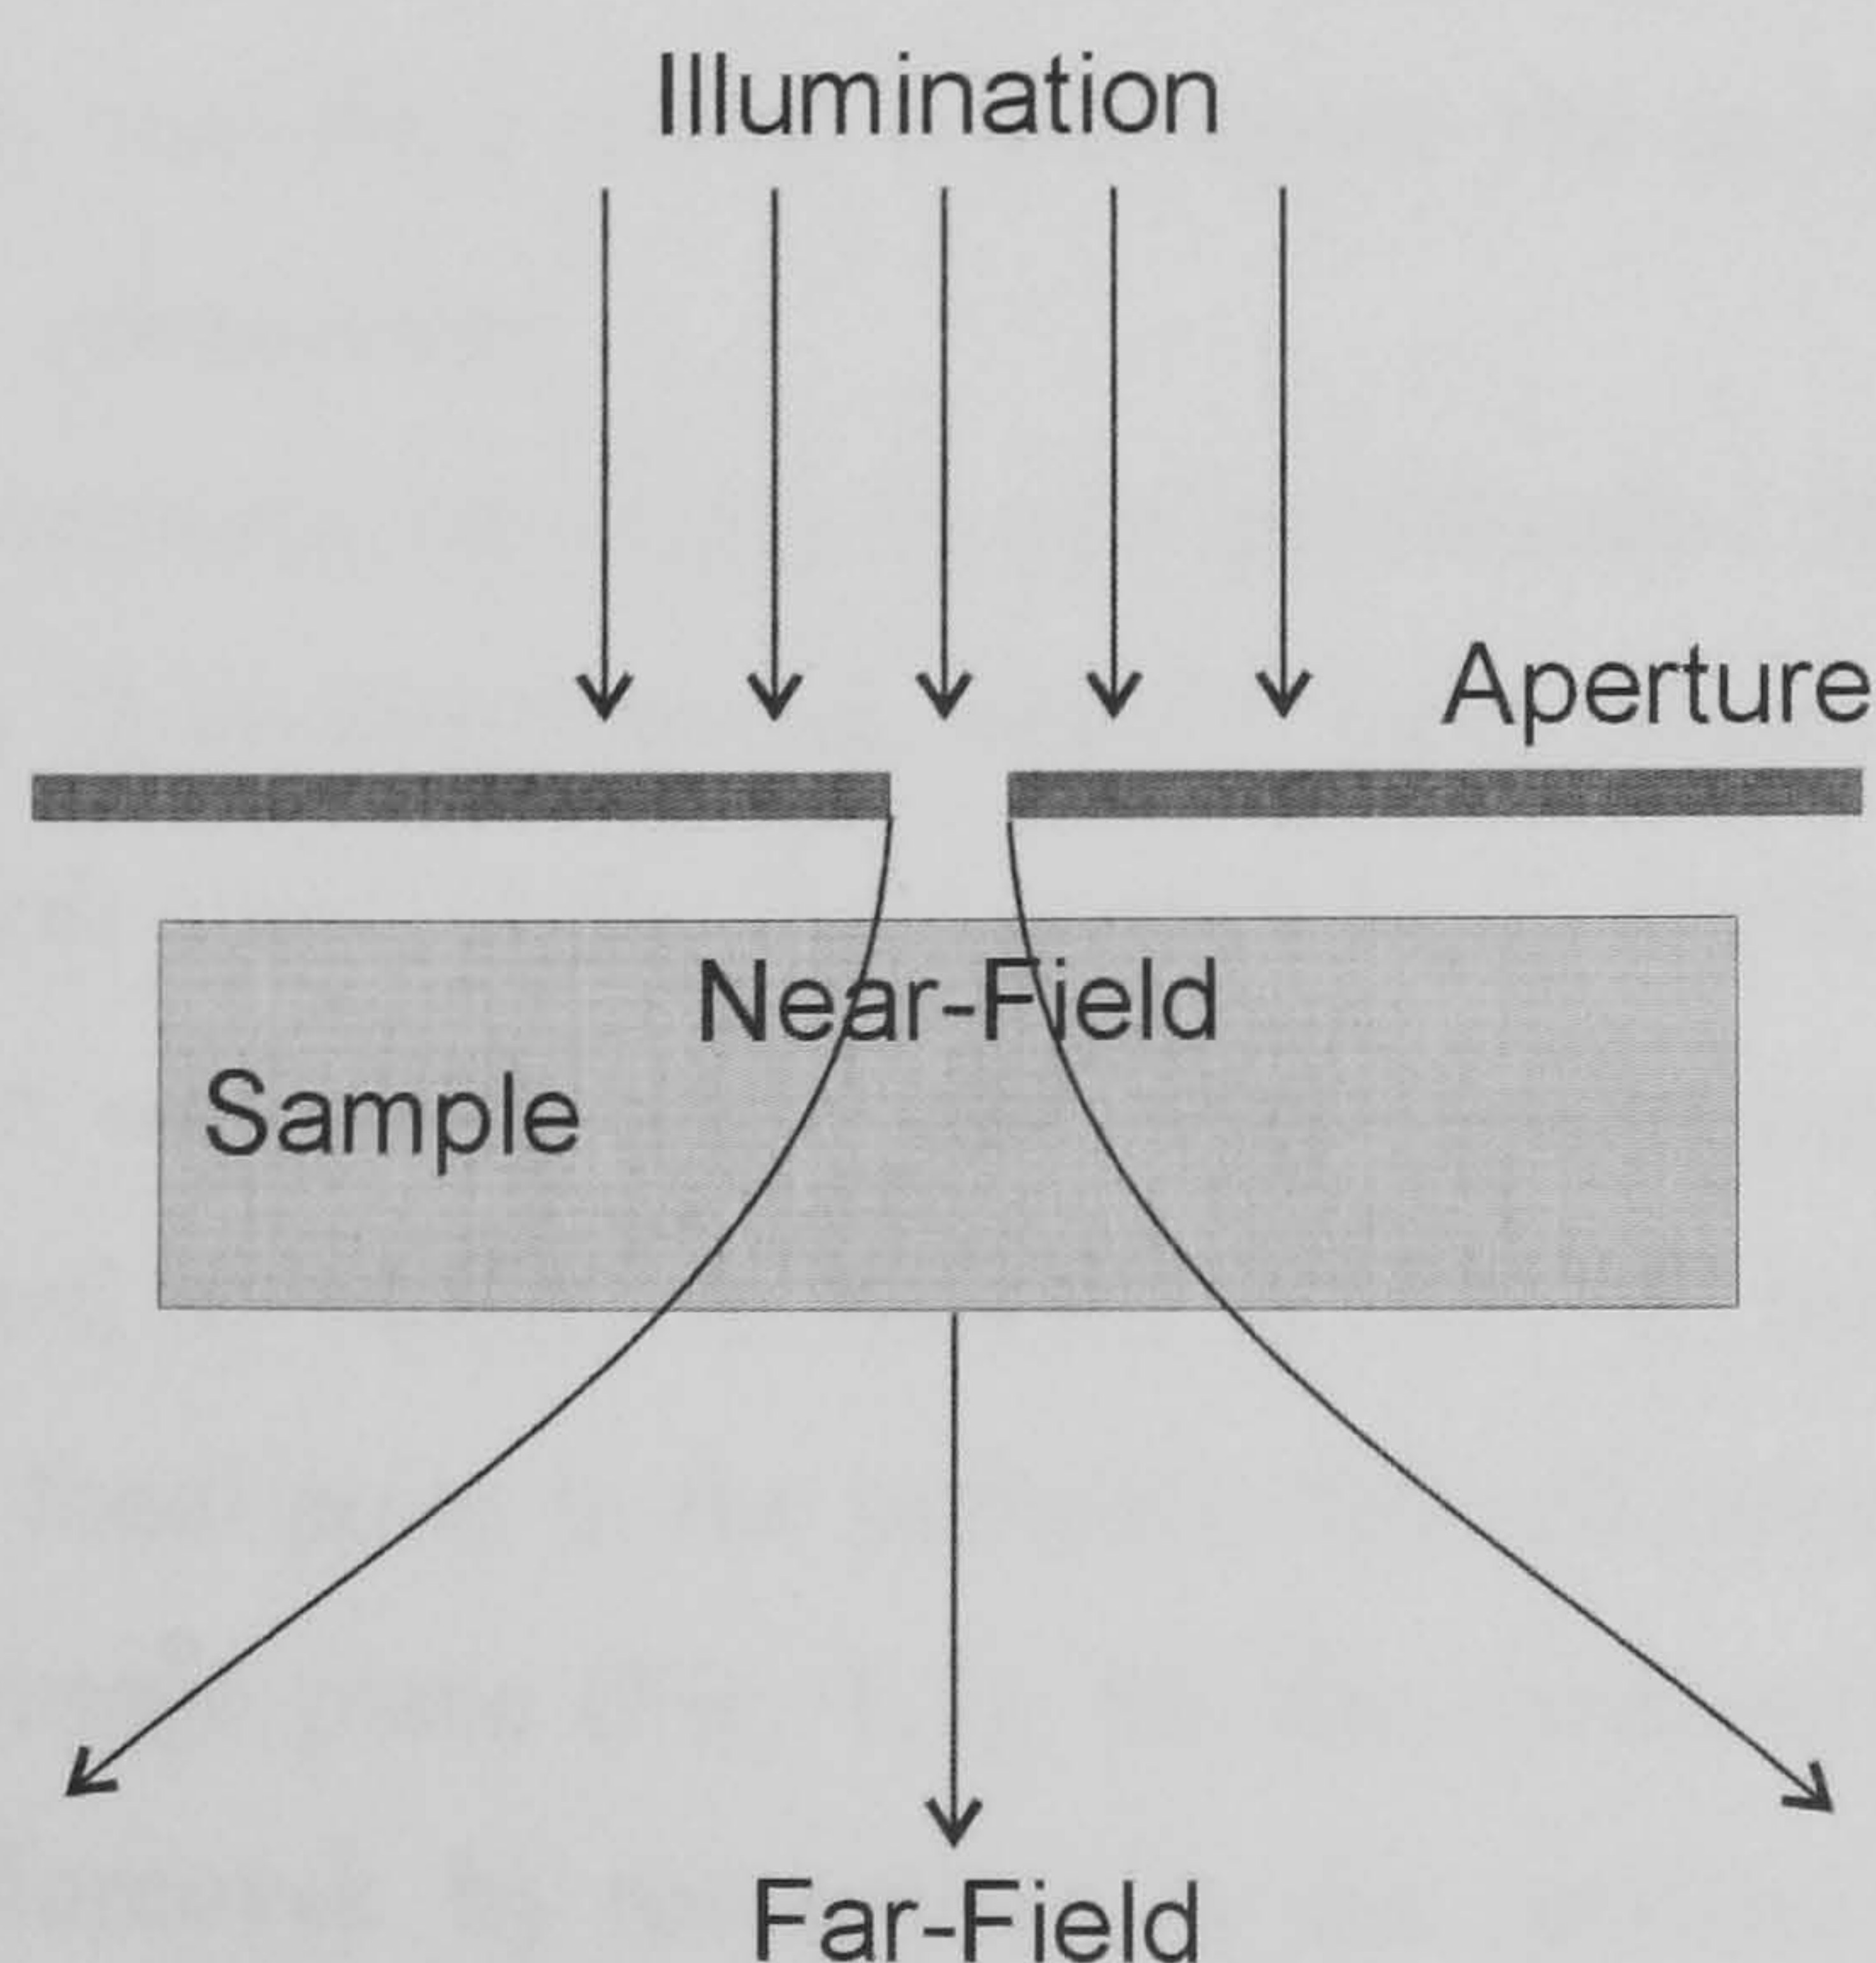 Illumination
Aperture
Near-Field
Sample
Far-Field